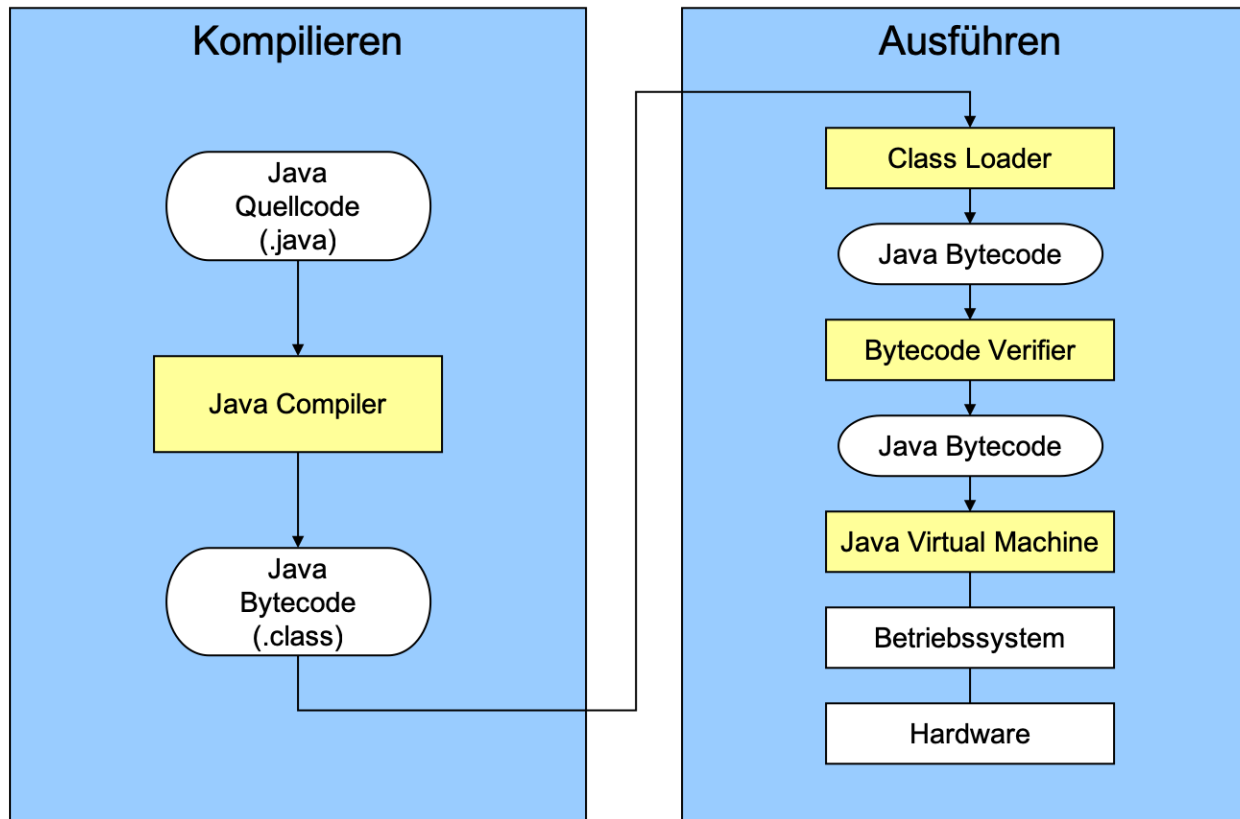 Kompilieren
Java
Quellcode
(.java)
Java Compiler
Java
Bytecode
(.class)
Ausführen
Class Loader
Java Bytecode
Bytecode Verifier
Java Bytecode
Java Virtual Machine
Betriebssystem
Hardware